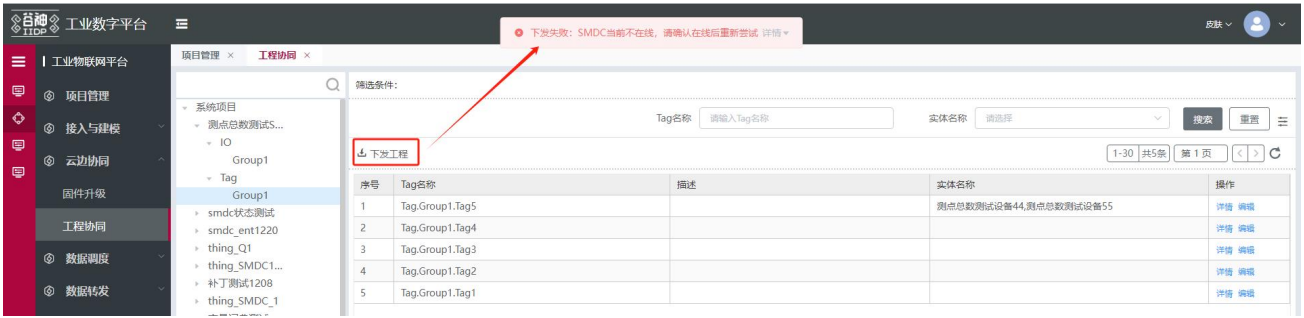 谷神 IIDP 工业数字平台
下发失败：SMDC当前不在线，请确认在线后重新尝试 详情
皮肤
工业物联网平台
项目管理
接入与建模
云边协同
固件升级
工程协同
数据调度
数据转发
项目管理 × 工程协同 ×
系统项目
测点总数测试S...
IO
Group1
Tag
Group1
smdc状态测试
smdc_ent1220
thing_Q1
thing_SMDC1...
补丁测试1208
thing_SMDC_1
筛选条件：
Tag名称 请输入Tag名称 实体名称 请选择 搜索 重置
下发工程 1-30 共5条 第 1 页
序号 Tag名称 描述 实体名称 操作
1 Tag.Group1.Tag5 测点总数测试设备44,测点总数测试设备55 详情 编辑
2 Tag.Group1.Tag4 详情 编辑
3 Tag.Group1.Tag3 详情 编辑
4 Tag.Group1.Tag2 详情 编辑
5 Tag.Group1.Tag1 详情 编辑